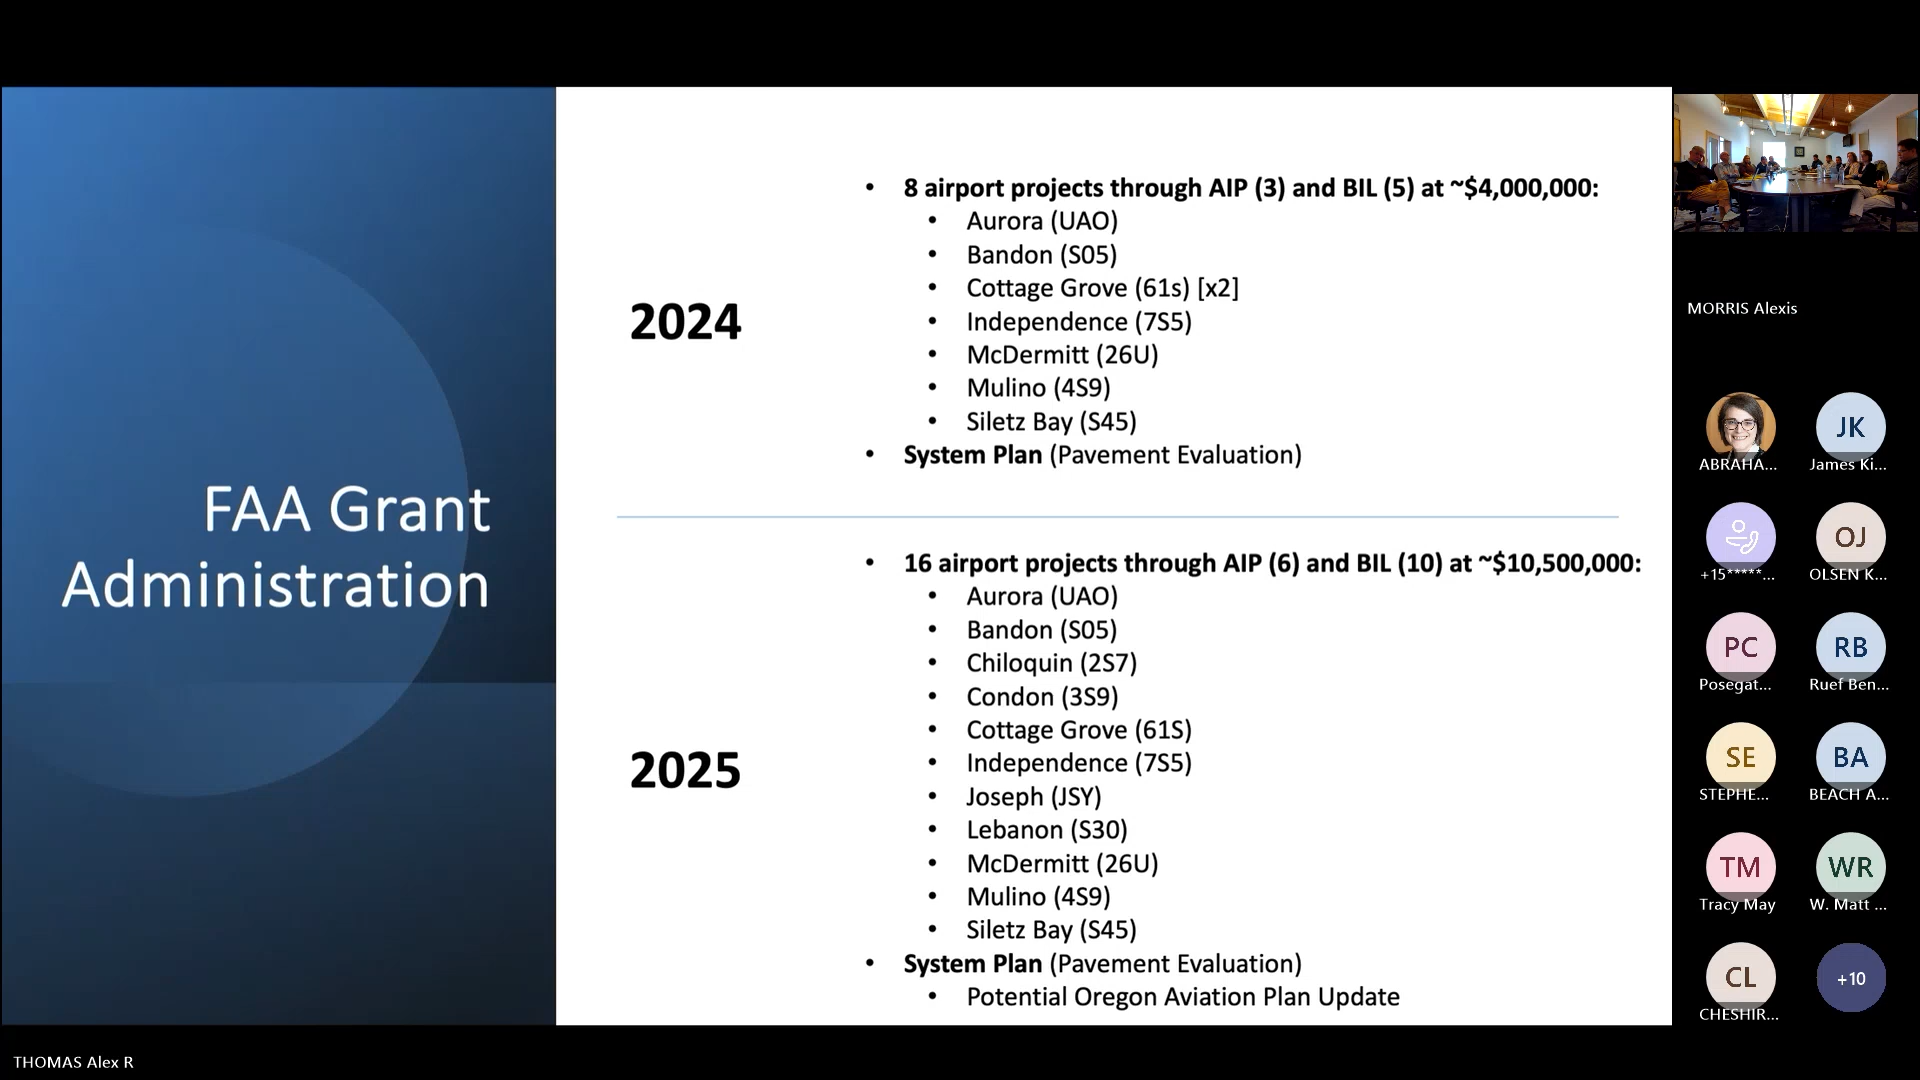 FAA Grant
Administration
2024
• 8 airport projects through AIP (3) and BIL (5) at ~$4,000,000:
• Aurora (UAO)
• Bandon (S05)
• Cottage Grove (61s) [x2]
• Independence (7S5)
• McDermitt (26U)
• Mulino (4S9)
• Siletz Bay (S45)
• System Plan (Pavement Evaluation)
2025
• 16 airport projects through AIP (6) and BIL (10) at ~$10,500,000:
• Aurora (UAO)
• Bandon (S05)
• Chiloquin (2S7)
• Condon (3S9)
• Cottage Grove (61S)
• Independence (7S5)
• Joseph (JSY)
• Lebanon (S30)
• McDermitt (26U)
• Mulino (4S9)
• Siletz Bay (S45)
• System Plan (Pavement Evaluation)
• Potential Oregon Aviation Plan Update
MORRIS Alexis
ABRAHA...
JK
James Ki...
+15*****...
OJ
OLSEN K...
PC
Posegat...
RB
Ruef Ben...
SE
STEPHE...
BA
BEACH A...
TM
Tracy May
WR
W. Matt ...
CL
CHESHIR...
+10
THOMAS Alex R